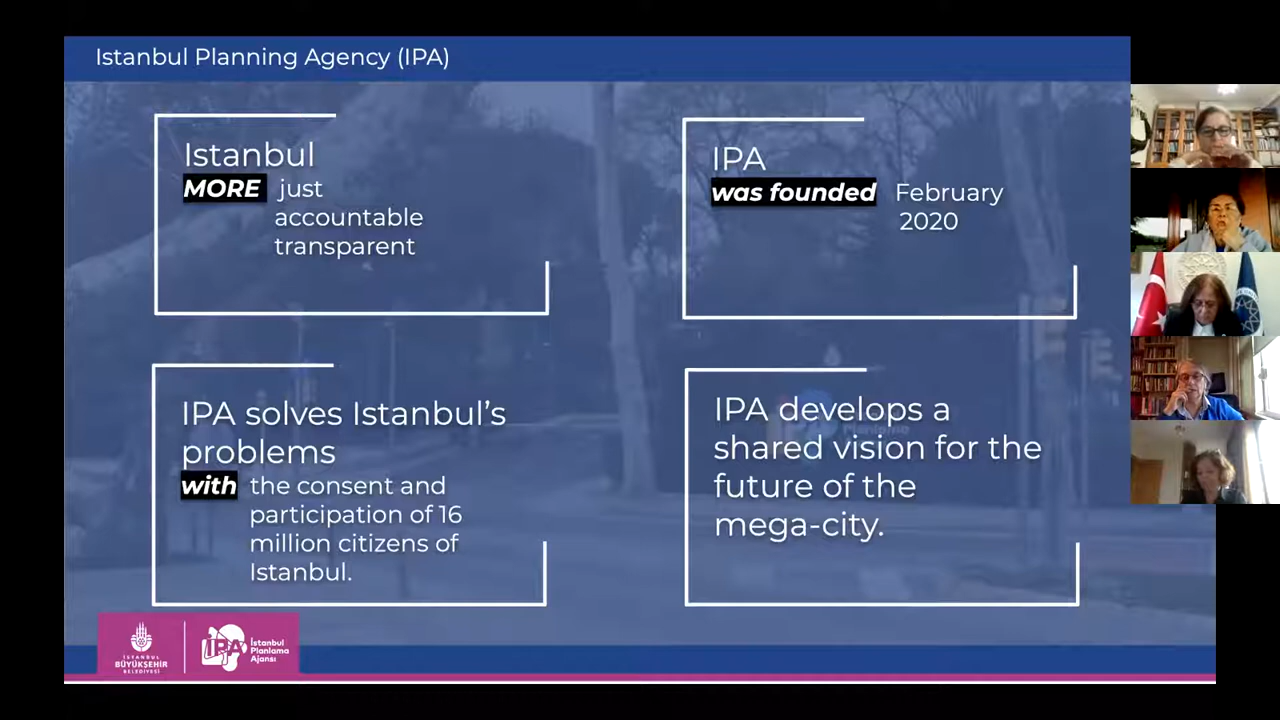 Istanbul Planning Agency (IPA)
Istanbul
MORE just
accountable
transparent
IPA
was founded February
2020
IPA solves Istanbul’s
problems
with the consent and
participation of 16
million citizens of
Istanbul.
IPA develops a
shared vision for the
future of the
mega-city.
İSTANBUL
BÜYÜKŞEHİR
BELEDİYESİ
IPA
İstanbul
Planlama
Ajansı